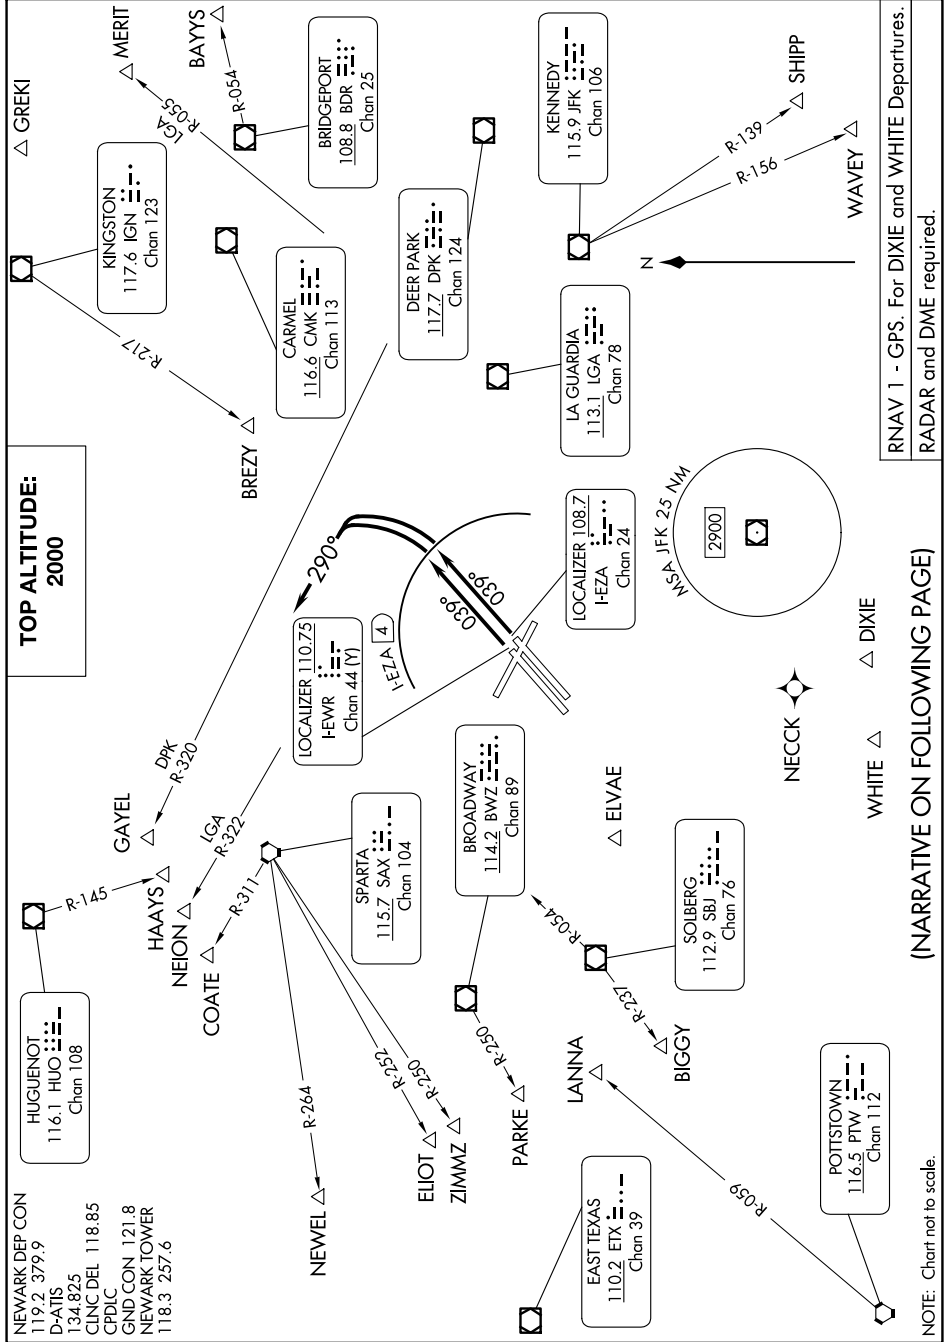 NEWARK DEP CON
119.2 379.9
D-ATIS
134.825
CLNC DEL 118.85
CPDLC
GND CON 121.8
NEWARK TOWER
118.3 257.6
TOP ALTITUDE:
2000
HUGUENOT
116.1 HUO
Chan 108
R-145
HAAYS
GAYEL
NEION
COATE
DPK
R-320
LGA
R-322
R-311
SPARTA
115.7 SAX
Chan 104
R-264
NEWEL
R-252
R-250
ELIOT
ZIMMZ
KINGSTON
117.6 IGN
Chan 123
R-217
BREZY
GREKI
MERIT
LGA
R-055
BAYYS
R-054
BRIDGEPORT
108.8 BDR
Chan 25
CARMEL
116.6 CMK
Chan 113
DEER PARK
117.7 DPK
Chan 124
KENNEDY
115.9 JFK
Chan 106
R-139
R-156
SHIPP
WAVEY
N
LA GUARDIA
113.1 LGA
Chan 78
290°
039°
039°
I-EZA 4
LOCALIZER 110.75
I-EWR
Chan 44 (Y)
LOCALIZER 108.7
I-EZA
Chan 24
BROADWAY
114.2 BWZ
Chan 89
R-250
PARKE
ELVAE
R-054
SOLBERG
112.9 SBJ
Chan 76
R-237
BIGGY
LANNA
R-059
EAST TEXAS
110.2 ETX
Chan 39
POTTSTOWN
116.5 PTW
Chan 112
MSA JFK 25 NM
2900
NECCK
DIXIE
WHITE
RNAV 1 - GPS. For DIXIE and WHITE Departures.
RADAR and DME required.
NOTE: Chart not to scale.
(NARRATIVE ON FOLLOWING PAGE)